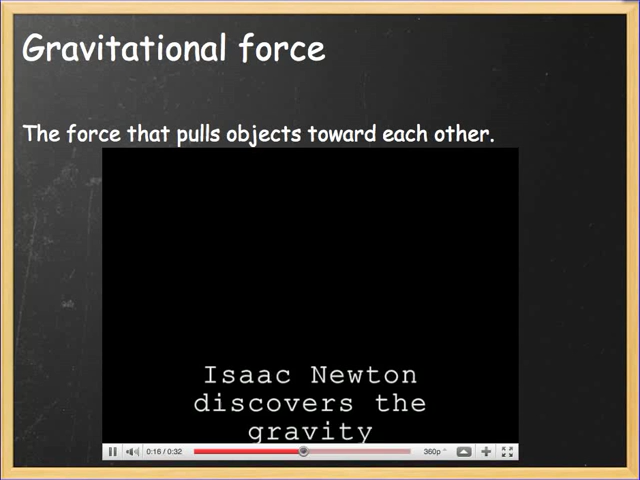 Gravitational force
The force that pulls objects toward each other.
Isaac Newton
discovers the
gravity
0:16 / 0:32
360p